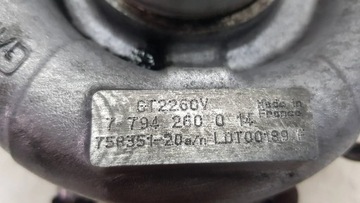 GT2260V
Made in
France
7 794 260 0 14
758351-20 s/n-LDT00189